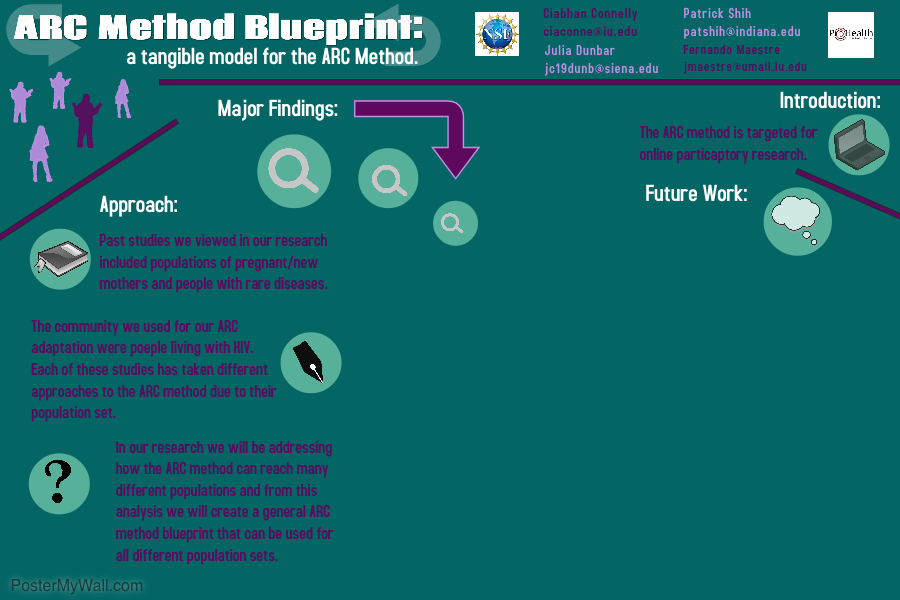 ARC Method Blueprint:
a tangible model for the ARC Method.
NSF
Ciabhan Connelly
ciaconne@iu.edu
Julia Dunbar
jc19dunb@siena.edu
Patrick Shih
patshih@indiana.edu
Fernando Maestre
jmaestre@umail.iu.edu
ProHealth
Major Findings:
Introduction:
The ARC method is targeted for
online particaptory research.
Future Work:
Approach:
Past studies we viewed in our research
included populations of pregnant/new
mothers and people with rare diseases.
The community we used for our ARC
adaptation were poeple living with HIV.
Each of these studies has taken different
approaches to the ARC method due to their
population set.
?
In our research we will be addressing
how the ARC method can reach many
different populations and from this
analysis we will create a general ARC
method blueprint that can be used for
all different population sets.
PosterMyWall.com